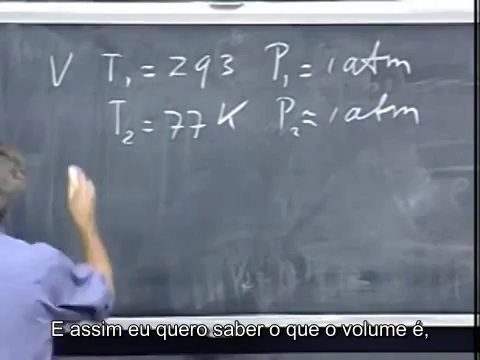 V T₁ = 293 P₁ = 1 atm
T₂ = 77 K P₂ ≈ 1 atm
E assim eu quero saber o que o volume é,